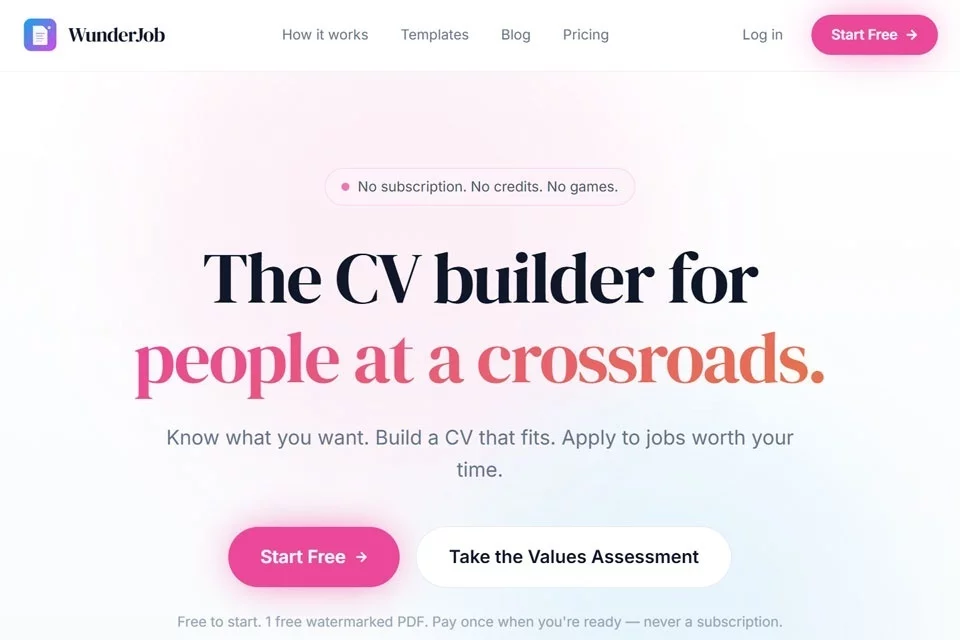 WunderJob
How it works
Templates
Blog
Pricing
Log in
Start Free →
No subscription. No credits. No games.
The CV builder for
people at a crossroads.
Know what you want. Build a CV that fits. Apply to jobs worth your
time.
Start Free →
Take the Values Assessment
Free to start. 1 free watermarked PDF. Pay once when you're ready — never a subscription.